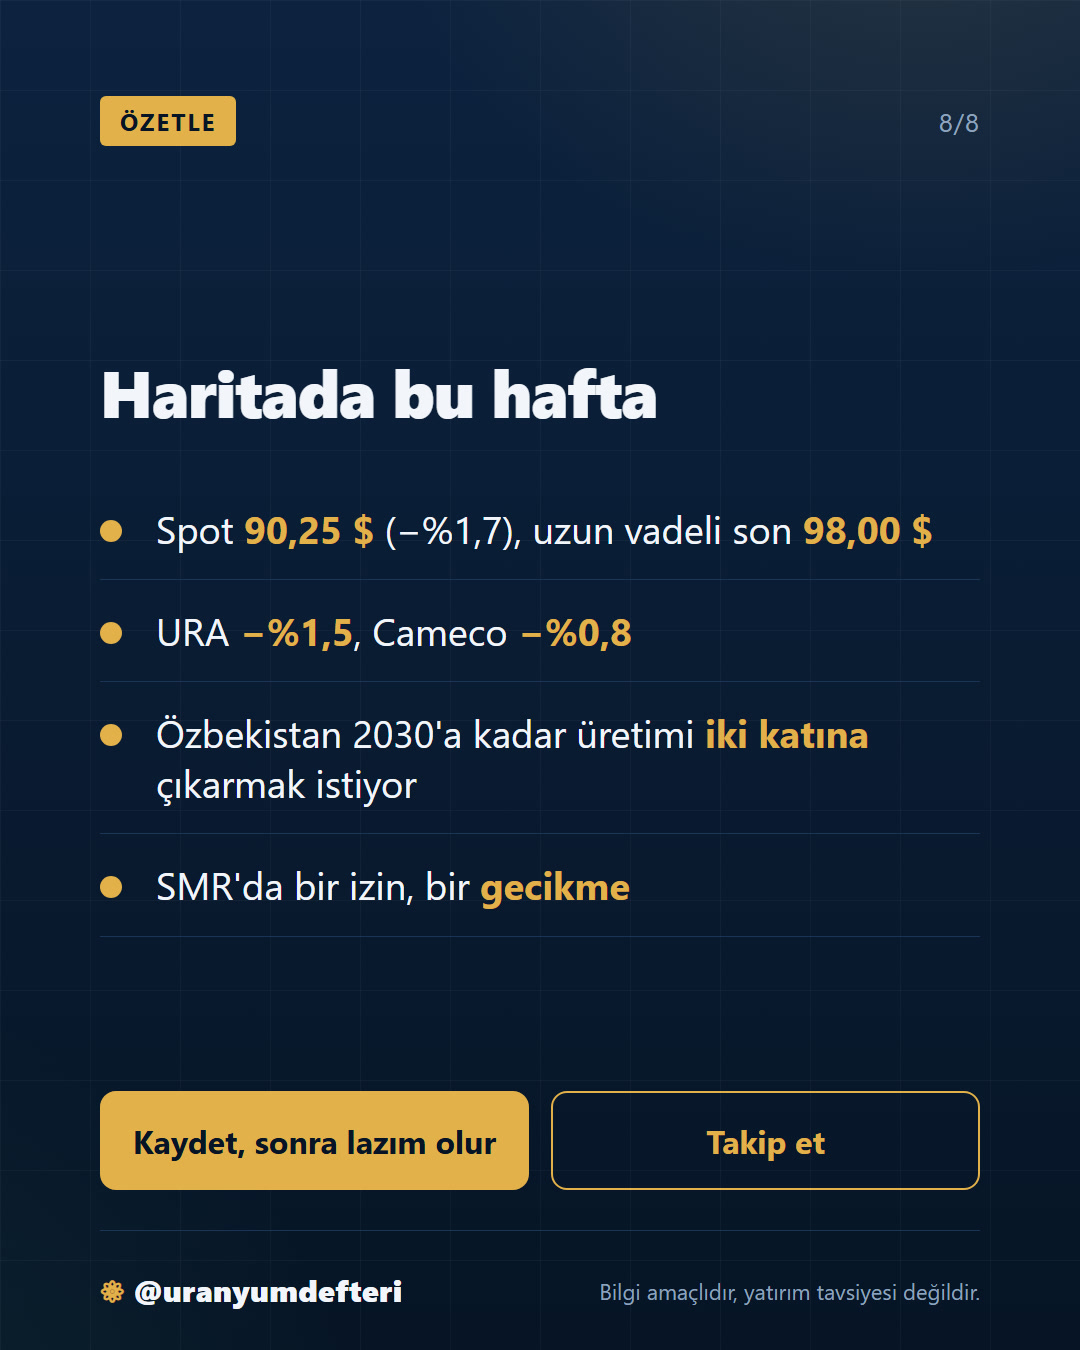 ÖZETLE
8/8
Haritada bu hafta
Spot 90,25 $ (−%1,7), uzun vadeli son 98,00 $
URA −%1,5, Cameco −%0,8
Özbekistan 2030'a kadar üretimi iki katına
çıkarmak istiyor
SMR'da bir izin, bir gecikme
Kaydet, sonra lazım olur
Takip et
@uranyumdefteri
Bilgi amaçlıdır, yatırım tavsiyesi değildir.